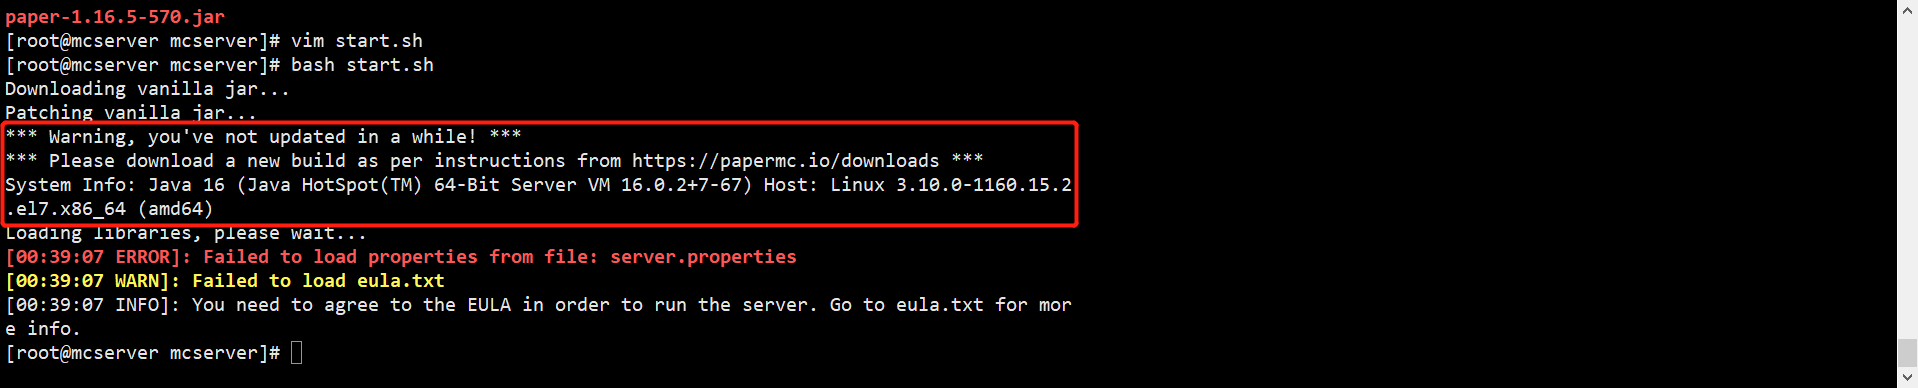 paper-1.16.5-570.jar
[root@mcserver mcserver]# vim start.sh
[root@mcserver mcserver]# bash start.sh
Downloading vanilla jar...
Patching vanilla jar...
*** Warning, you've not updated in a while! ***
*** Please download a new build as per instructions from https://papermc.io/downloads ***
System Info: Java 16 (Java HotSpot(TM) 64-Bit Server VM 16.0.2+7-67) Host: Linux 3.10.0-1160.15.2
.el7.x86_64 (amd64)
Loading libraries, please wait...
[00:39:07 ERROR]: Failed to load properties from file: server.properties
[00:39:07 WARN]: Failed to load eula.txt
[00:39:07 INFO]: You need to agree to the EULA in order to run the server. Go to eula.txt for mor
e info.
[root@mcserver mcserver]#